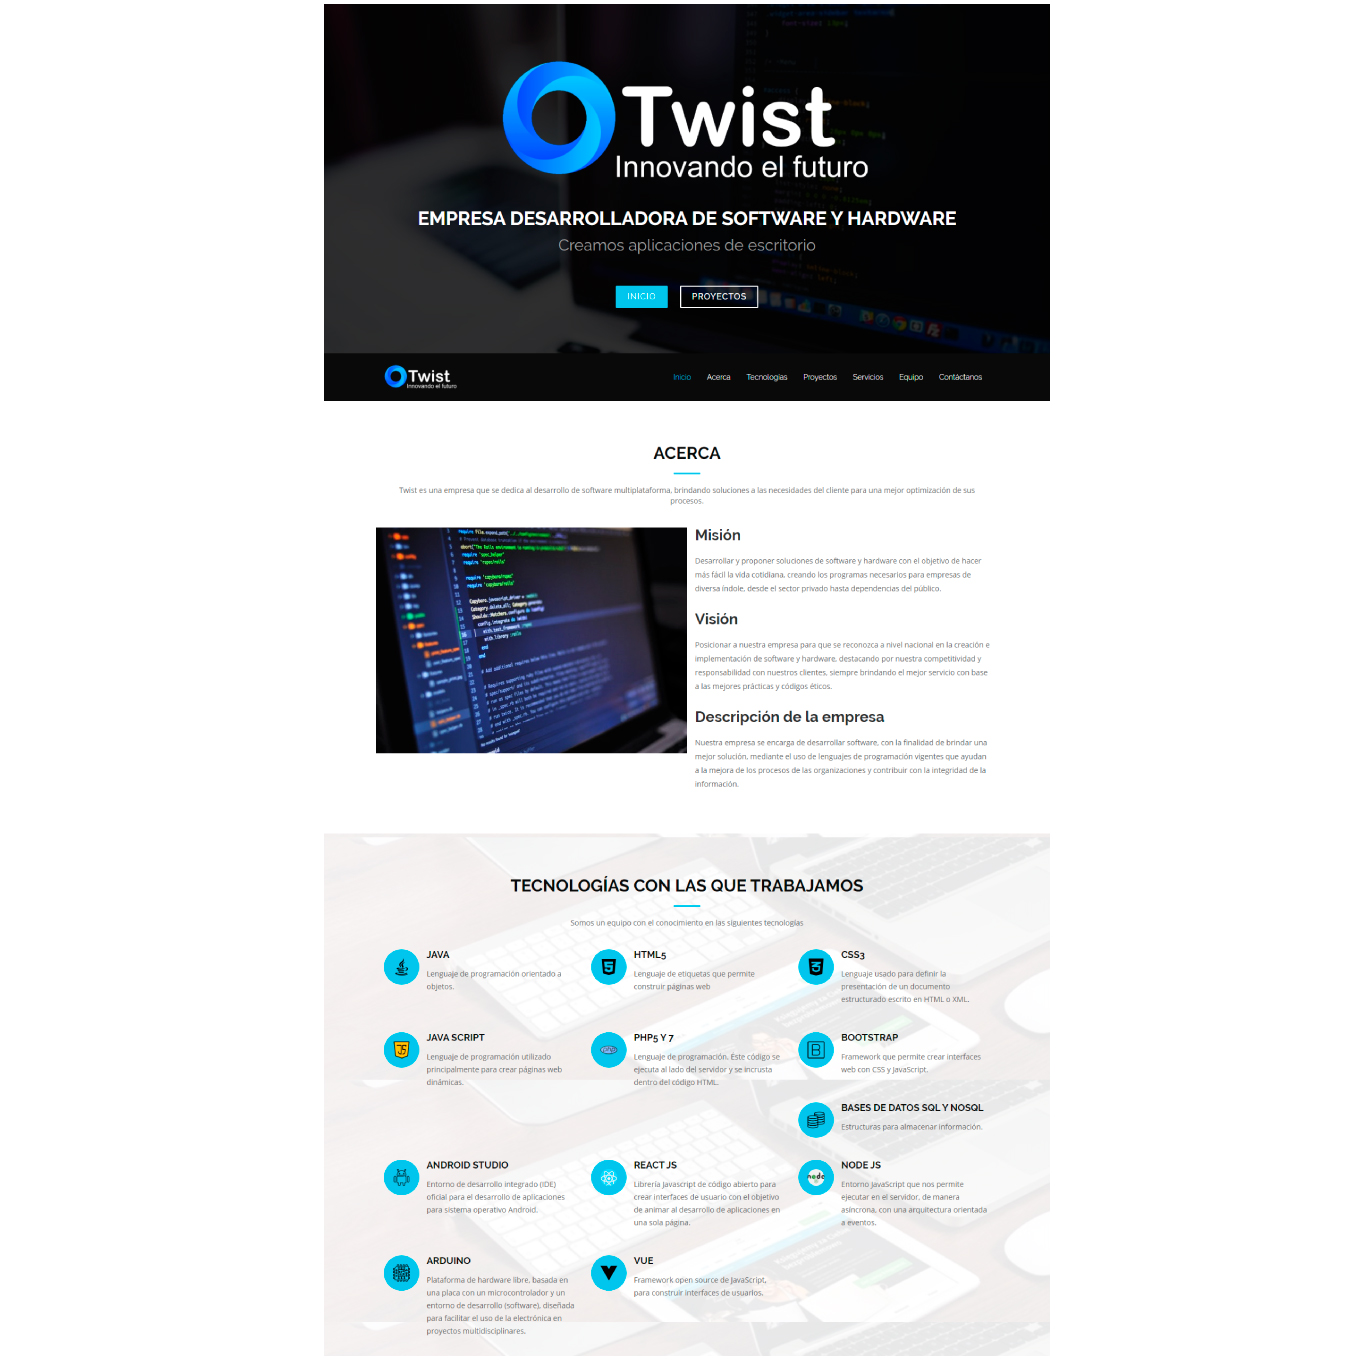 Twist
Innovando el futuro
EMPRESA DESARROLLADORA DE SOFTWARE Y HARDWARE
Creamos aplicaciones de escritorio
INICIO
PROYECTOS
Twist
Innovando el futuro
Inicio Acerca Tecnologías Proyectos Servicios Equipo Contáctanos
ACERCA
Twist es una empresa que se dedica al desarrollo de software multiplataforma, brindando soluciones a las necesidades del cliente para una mejor optimización de sus
procesos.
Misión
Desarrollar y proponer soluciones de software y hardware con el objetivo de hacer
más fácil la vida cotidiana, creando los programas necesarios para empresas de
diversa índole, desde el sector privado hasta dependencias del público.
Visión
Posicionar a nuestra empresa para que se reconozca a nivel nacional en la creación e
implementación de software y hardware, destacando por nuestra competitividad y
responsabilidad con nuestros clientes, siempre brindando el mejor servicio con base
a las mejores prácticas y códigos éticos.
Descripción de la empresa
Nuestra empresa se encarga de desarrollar software, con la finalidad de brindar una
mejor solución, mediante el uso de lenguajes de programación vigentes que ayudan
a la mejora de los procesos de las organizaciones y contribuir con la integridad de la
información.
TECNOLOGÍAS CON LAS QUE TRABAJAMOS
Somos un equipo con el conocimiento en las siguientes tecnologías
JAVA
Lenguaje de programación orientado a
objetos.
HTML5
Lenguaje de etiquetas que permite
construir páginas web
CSS3
Lenguaje usado para definir la
presentación de un documento
estructurado escrito en HTML o XML.
JAVA SCRIPT
Lenguaje de programación utilizado
principalmente para crear páginas web
dinámicas.
PHP5 Y 7
Lenguaje de programación. Éste código se
ejecuta al lado del servidor y se incrusta
dentro del código HTML.
BOOTSTRAP
Framework que permite crear interfaces
web con CSS y JavaScript.
BASES DE DATOS SQL Y NOSQL
Estructuras para almacenar información.
ANDROID STUDIO
Entorno de desarrollo integrado (IDE)
oficial para el desarollo de aplicaciones
para sistema operativo Android.
REACT JS
Librería Javascript de código abierto para
crear interfaces de usuario con el objetivo
de animar al desarrollo de aplicaciones en
una sola página.
NODE JS
Entorno JavaScript que nos permite
ejecutar en el servidor, de manera
asíncrona, con una arquitectura orientada
a eventos.
ARDUINO
Plataforma de hardware libre, basada en
una placa con un microcontrolador y un
entorno de desarrollo (software), diseñada
para facilitar el uso de la electrónica en
proyectos multidisciplinares.
VUE
Framework open source de JavaScript,
para construir interfaces de usuarios.